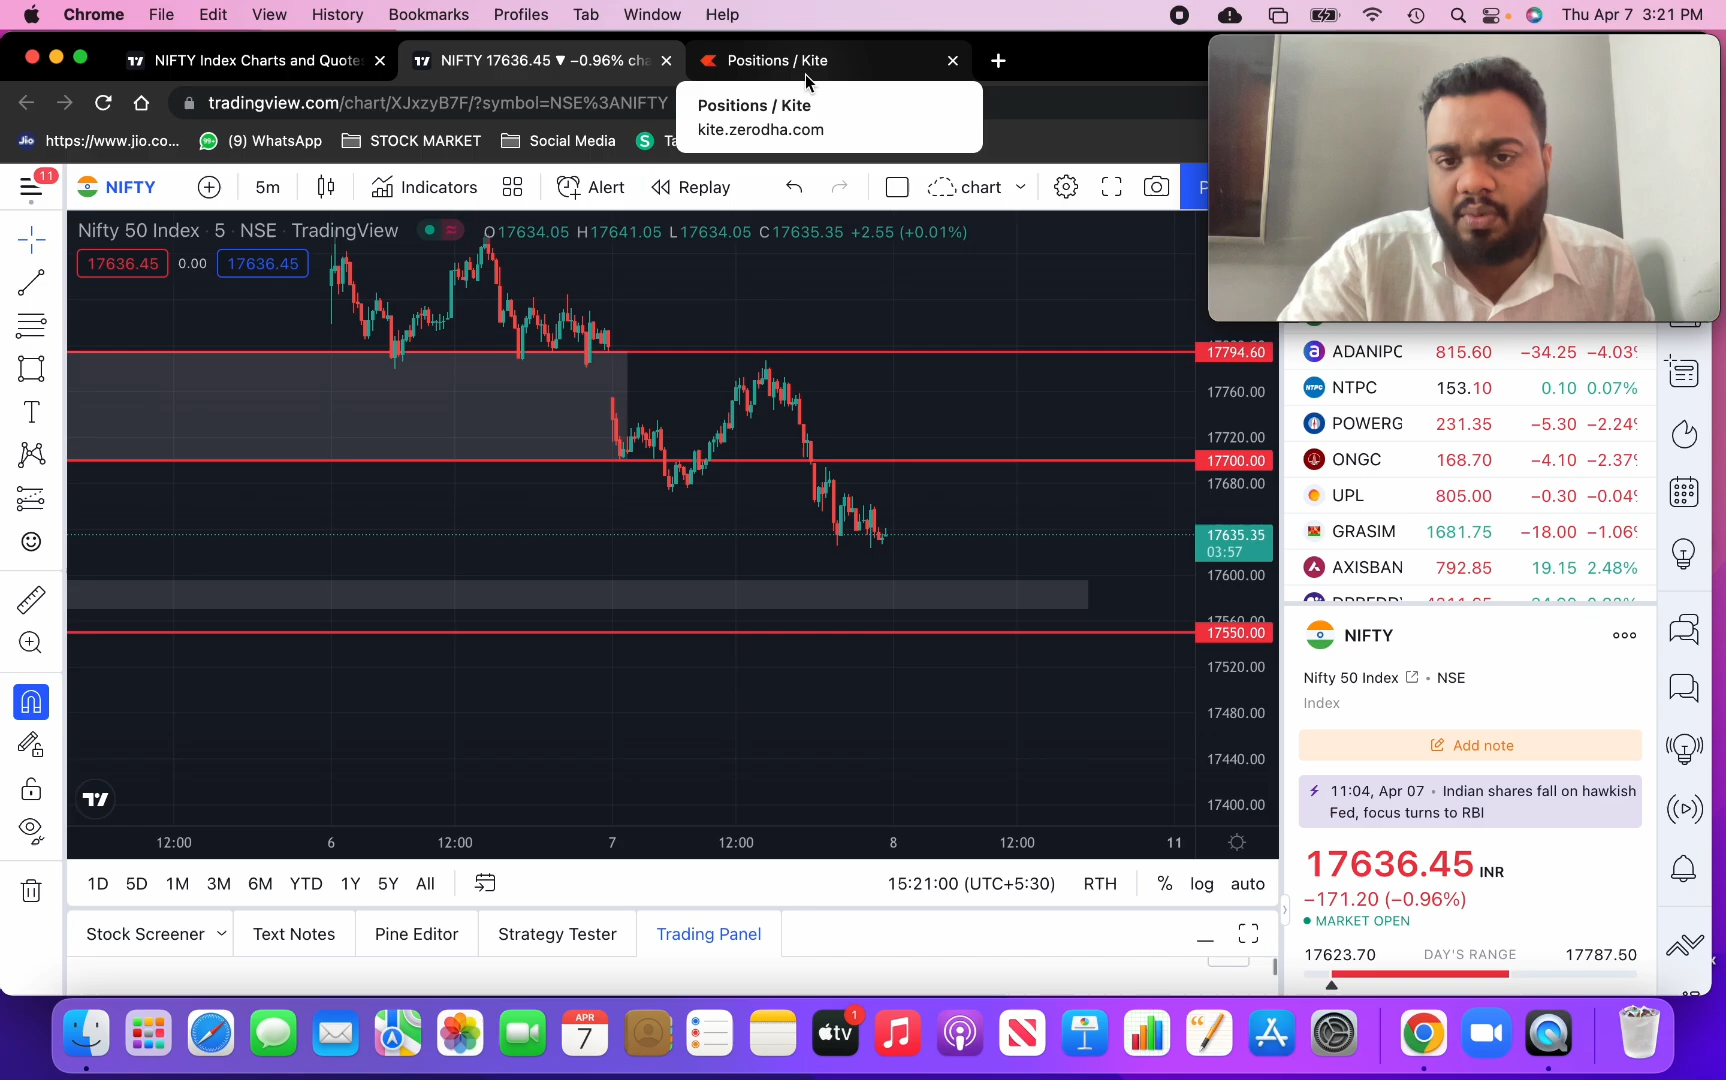 Chrome File Edit View History Bookmarks Profiles Tab Window Help Thu Apr 7 3:21 PM
NIFTY Index Charts and Quote
NIFTY 17636.45 ▼ −0.96% cha
Positions / Kite
tradingview.com/chart/XJxzyB7F/?symbol=NSE%3ANIFTY
Positions / Kite
kite.zerodha.com
Jio https://www.jio.co... (9) WhatsApp STOCK MARKET Social Media S Ta
11
NIFTY 5m Indicators Alert Replay chart P
Nifty 50 Index · 5 · NSE · TradingView O17634.05 H17641.05 L17634.05 C17635.35 +2.55 (+0.01%)
17636.45 0.00 17636.45
17794.60
17760.00
17720.00
17700.00
17680.00
17635.35
03:57
17600.00
17550.00
17520.00
17480.00
17440.00
17400.00
12:00 6 12:00 7 12:00 8 12:00 11
1D 5D 1M 3M 6M YTD 1Y 5Y All 15:21:00 (UTC+5:30) RTH % log auto
Stock Screener Text Notes Pine Editor Strategy Tester Trading Panel
ADANIPO 815.60 −34.25 −4.03%
NTPC 153.10 0.10 0.07%
POWERG 231.35 −5.30 −2.24%
ONGC 168.70 −4.10 −2.37%
UPL 805.00 −0.30 −0.04%
GRASIM 1681.75 −18.00 −1.06%
AXISBAN 792.85 19.15 2.48%
NIFTY
Nifty 50 Index · NSE
Index
Add note
11:04, Apr 07 · Indian shares fall on hawkish
Fed, focus turns to RBI
17636.45 INR
−171.20 (−0.96%)
MARKET OPEN
17623.70 DAY'S RANGE 17787.50
APR
7
tv
1